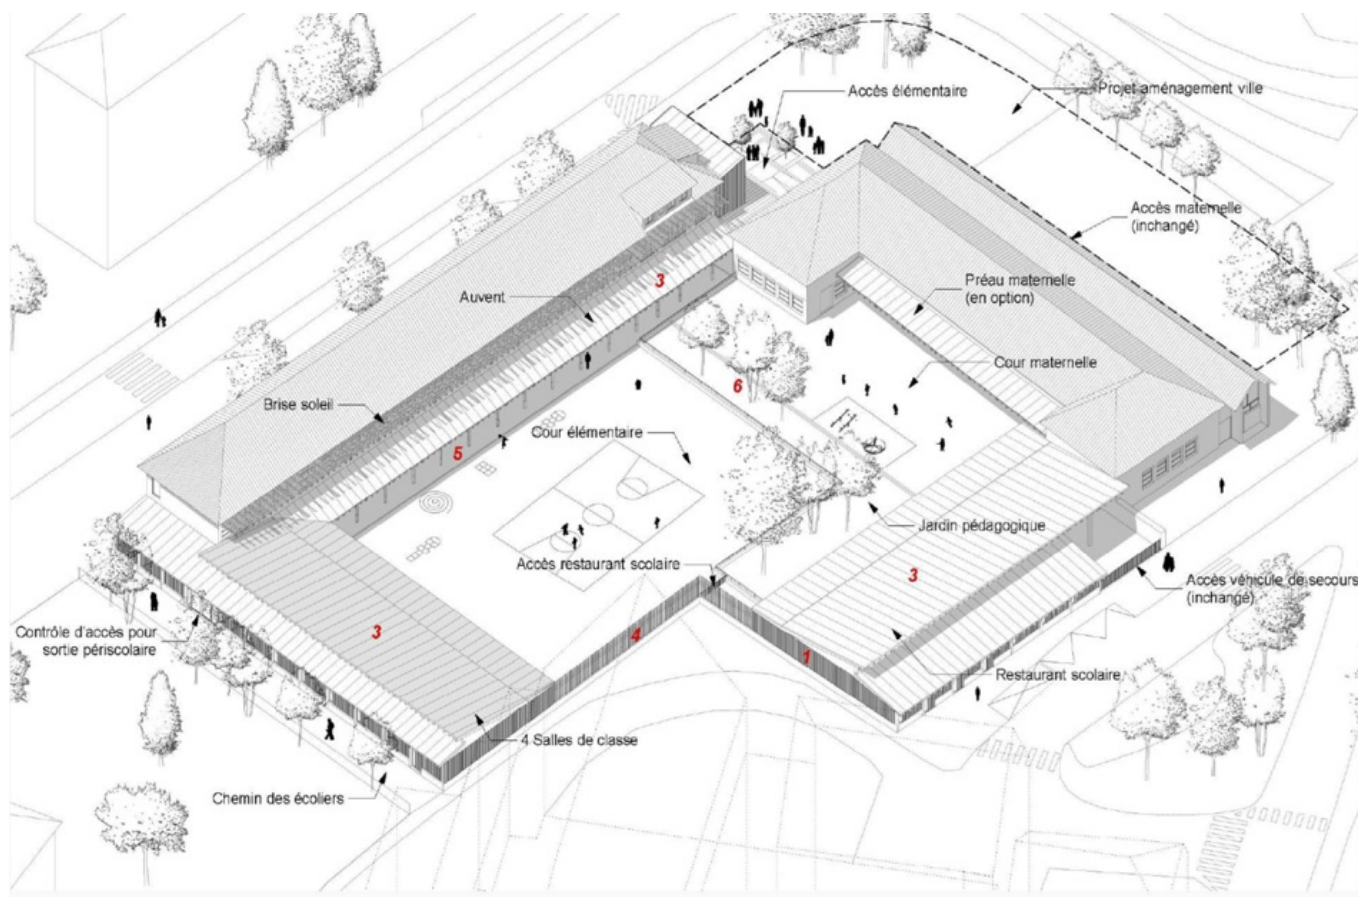 Accès élémentaire
Projet aménagement ville
Accès maternelle
(inchangé)
3
Préau maternelle
(en option)
Auvent
Cour maternelle
6
Brise soleil
Cour élémentaire
5
Jardin pédagogique
Accès restaurant scolaire
3
Accès véhicule de secours
(inchangé)
Contrôle d'accès pour
sortie périscolaire
3
4
1
Restaurant scolaire
4 Salles de classe
Chemin des écoliers